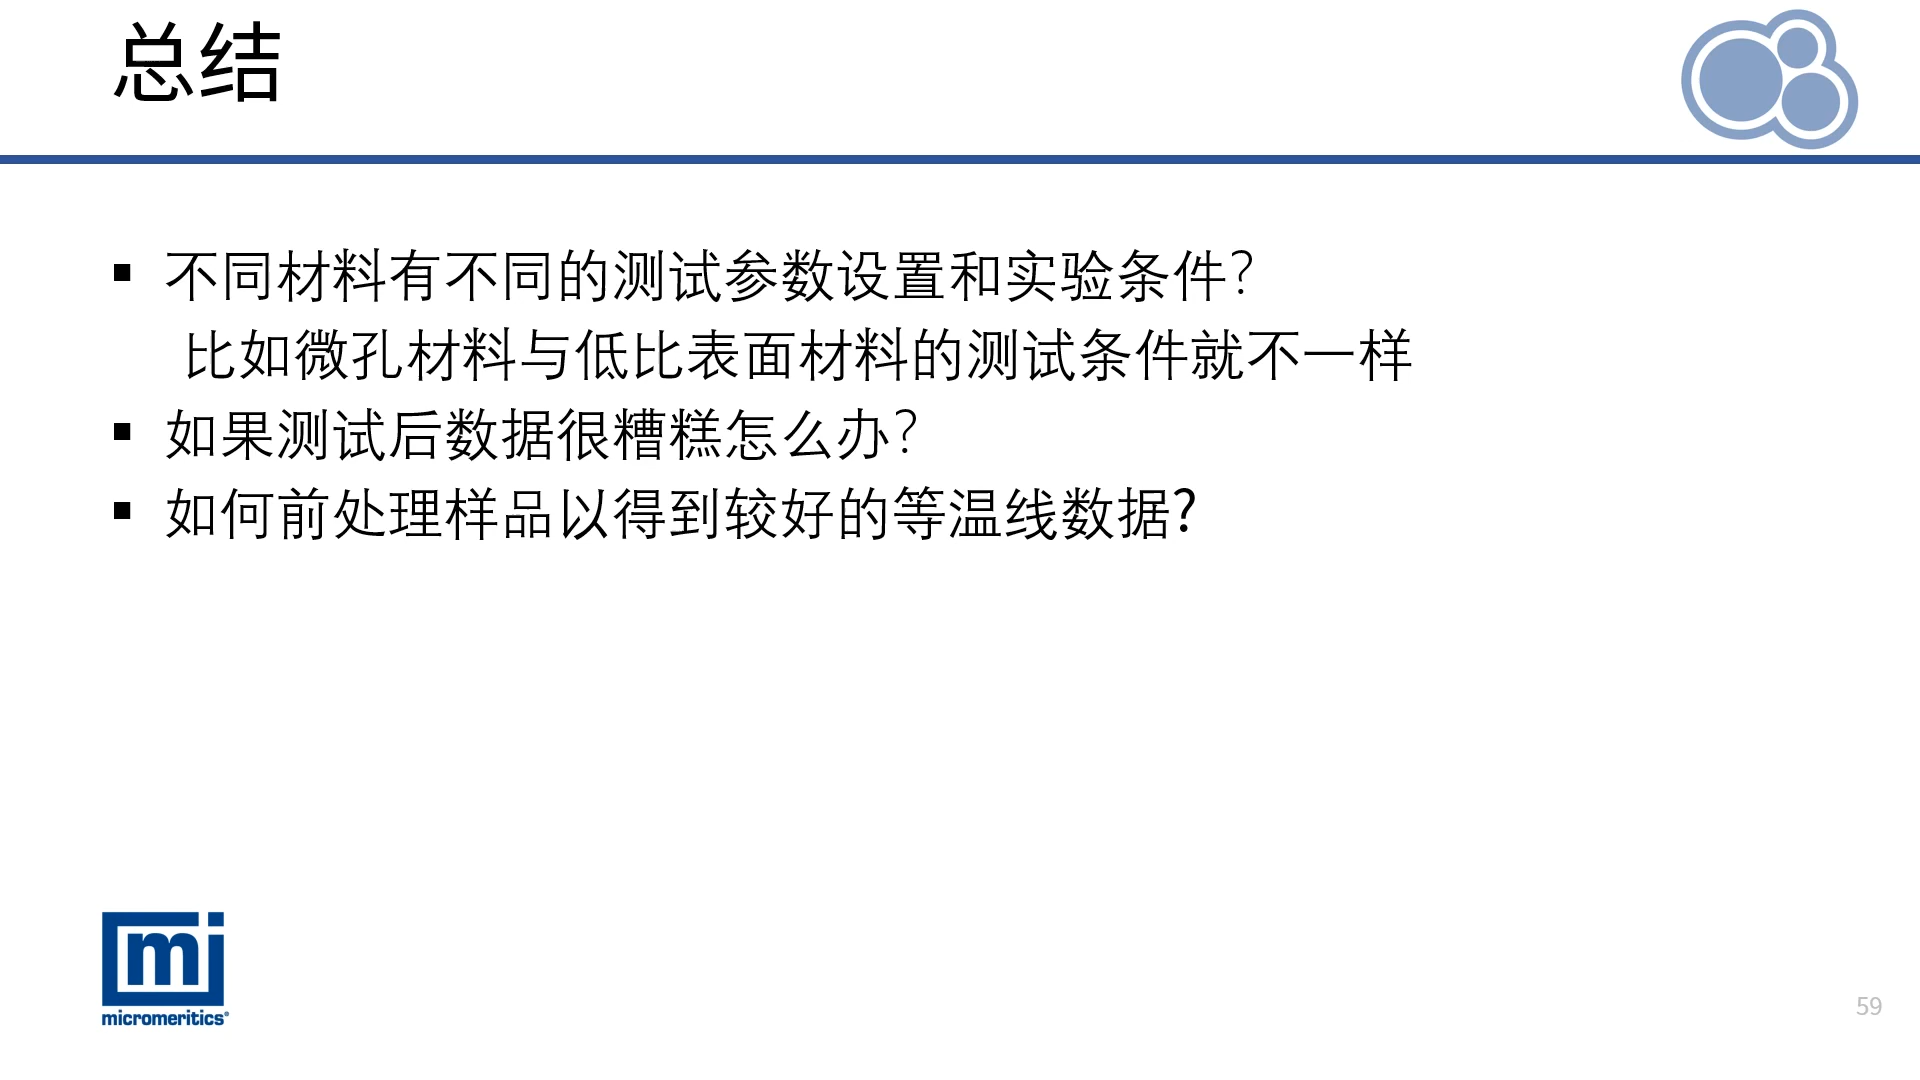 总结
▪ 不同材料有不同的测试参数设置和实验条件？
比如微孔材料与低比表面材料的测试条件就不一样
▪ 如果测试后数据很糟糕怎么办？
▪ 如何前处理样品以得到较好的等温线数据?
mi
micromeritics®
59